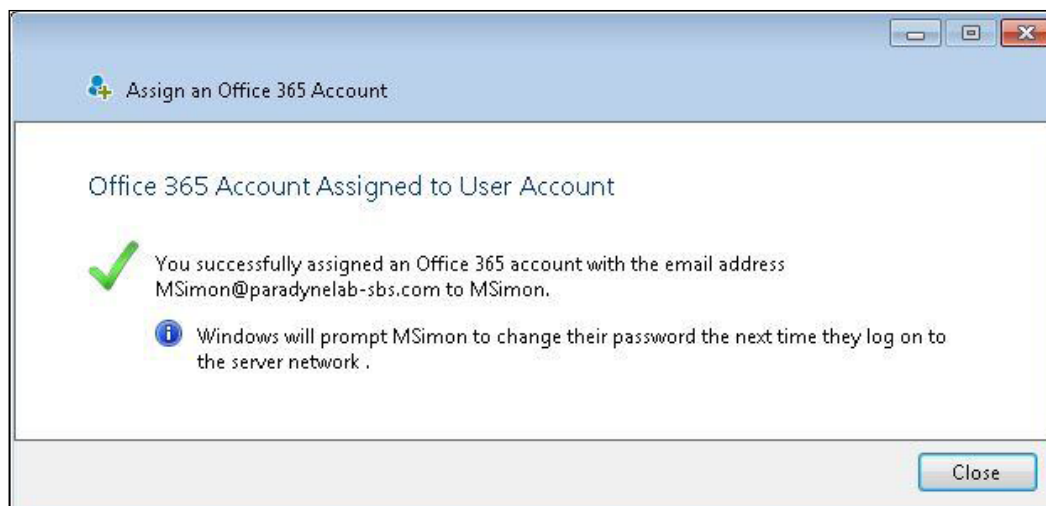 Assign an Office 365 Account
Office 365 Account Assigned to User Account
You successfully assigned an Office 365 account with the email address
MSimon@paradynelab-sbs.com to MSimon.
Windows will prompt MSimon to change their password the next time they log on to
the server network .
Close